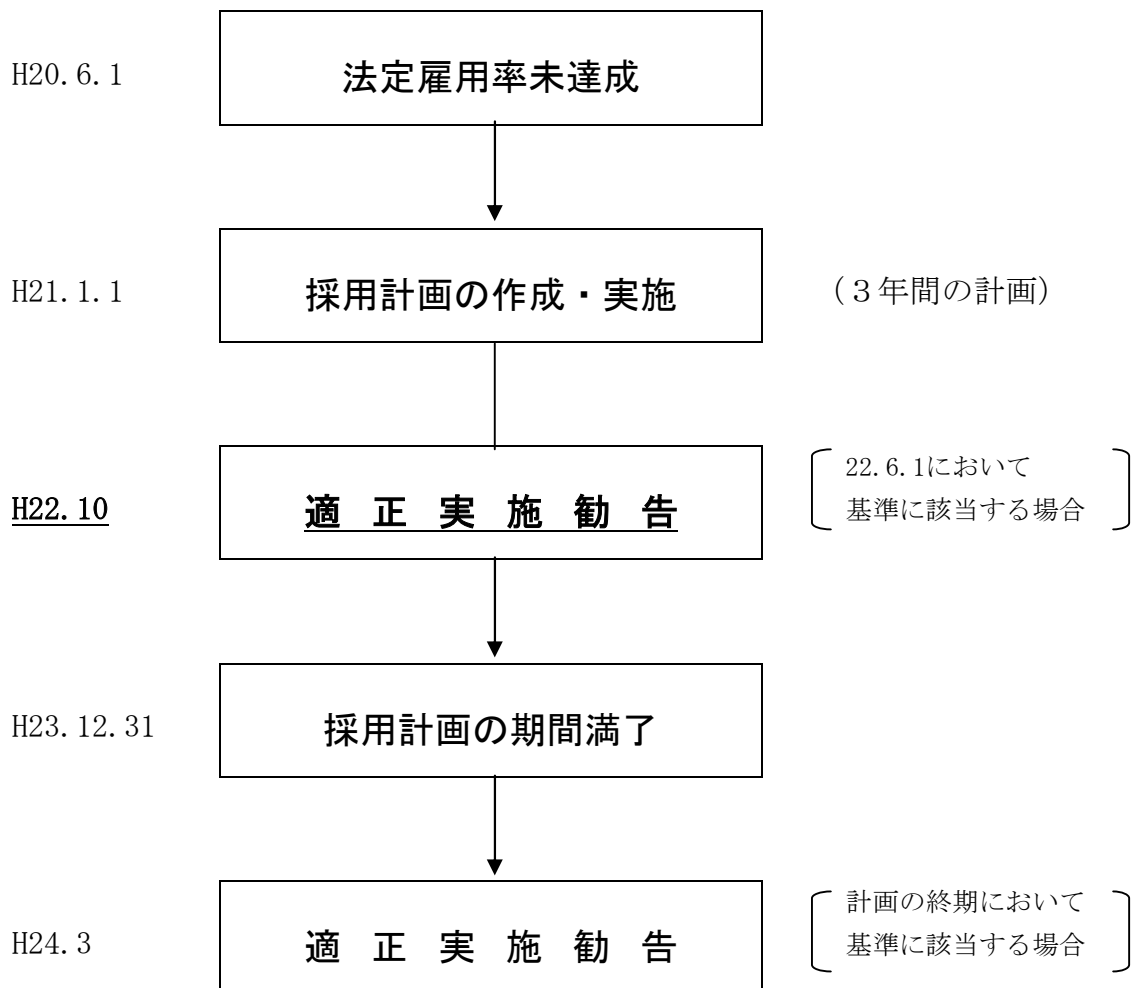 H20.6.1
法定雇用率未達成
H21.1.1
採用計画の作成・実施
（３年間の計画）
H22.10
適正実施勧告
22.6.1において
基準に該当する場合
H23.12.31
採用計画の期間満了
H24.3
適正実施勧告
計画の終期において
基準に該当する場合